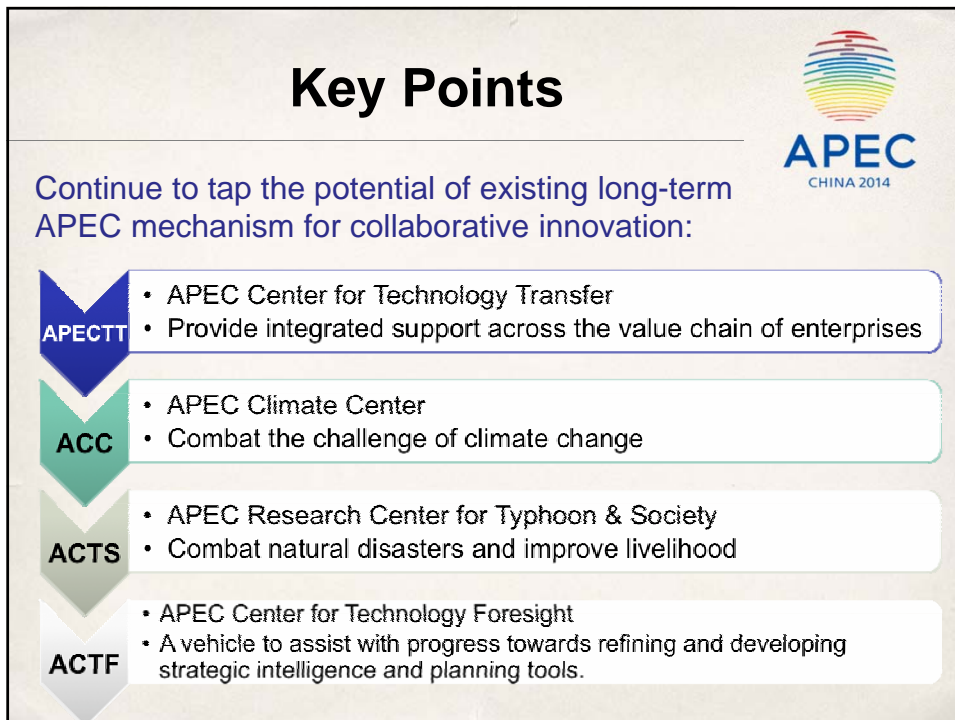 Key Points
APEC
CHINA 2014
Continue to tap the potential of existing long-term
APEC mechanism for collaborative innovation:
APECTT
• APEC Center for Technology Transfer
• Provide integrated support across the value chain of enterprises
ACC
• APEC Climate Center
• Combat the challenge of climate change
ACTS
• APEC Research Center for Typhoon & Society
• Combat natural disasters and improve livelihood
ACTF
• APEC Center for Technology Foresight
• A vehicle to assist with progress towards refining and developing
strategic intelligence and planning tools.